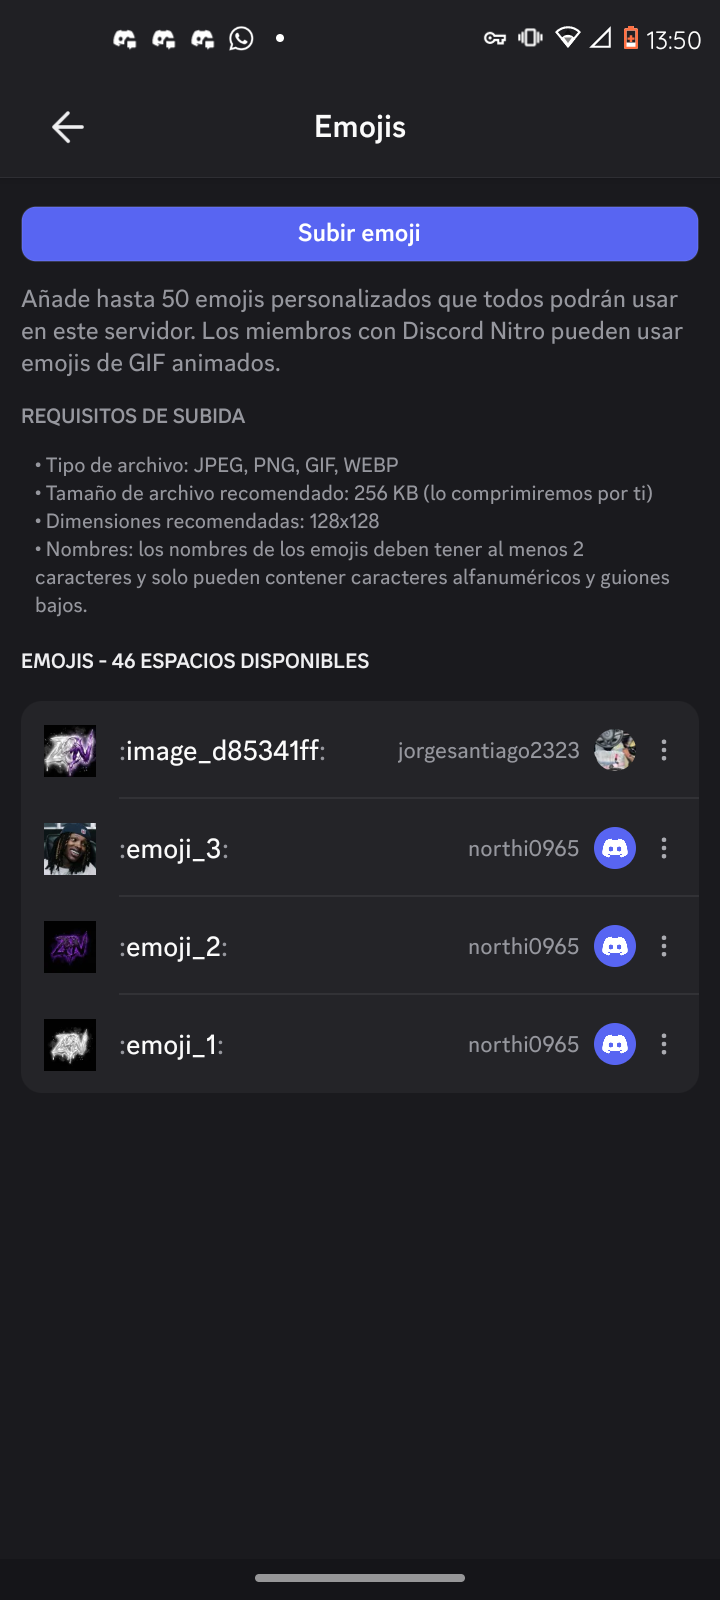 13:50
Emojis
Subir emoji
Añade hasta 50 emojis personalizados que todos podrán usar
en este servidor. Los miembros con Discord Nitro pueden usar
emojis de GIF animados.
REQUISITOS DE SUBIDA
• Tipo de archivo: JPEG, PNG, GIF, WEBP
• Tamaño de archivo recomendado: 256 KB (lo comprimiremos por ti)
• Dimensiones recomendadas: 128x128
• Nombres: los nombres de los emojis deben tener al menos 2
caracteres y solo pueden contener caracteres alfanuméricos y guiones
bajos.
EMOJIS - 46 ESPACIOS DISPONIBLES
:image_d85341ff: jorgesantiago2323
:emoji_3: northi0965
:emoji_2: northi0965
:emoji_1: northi0965